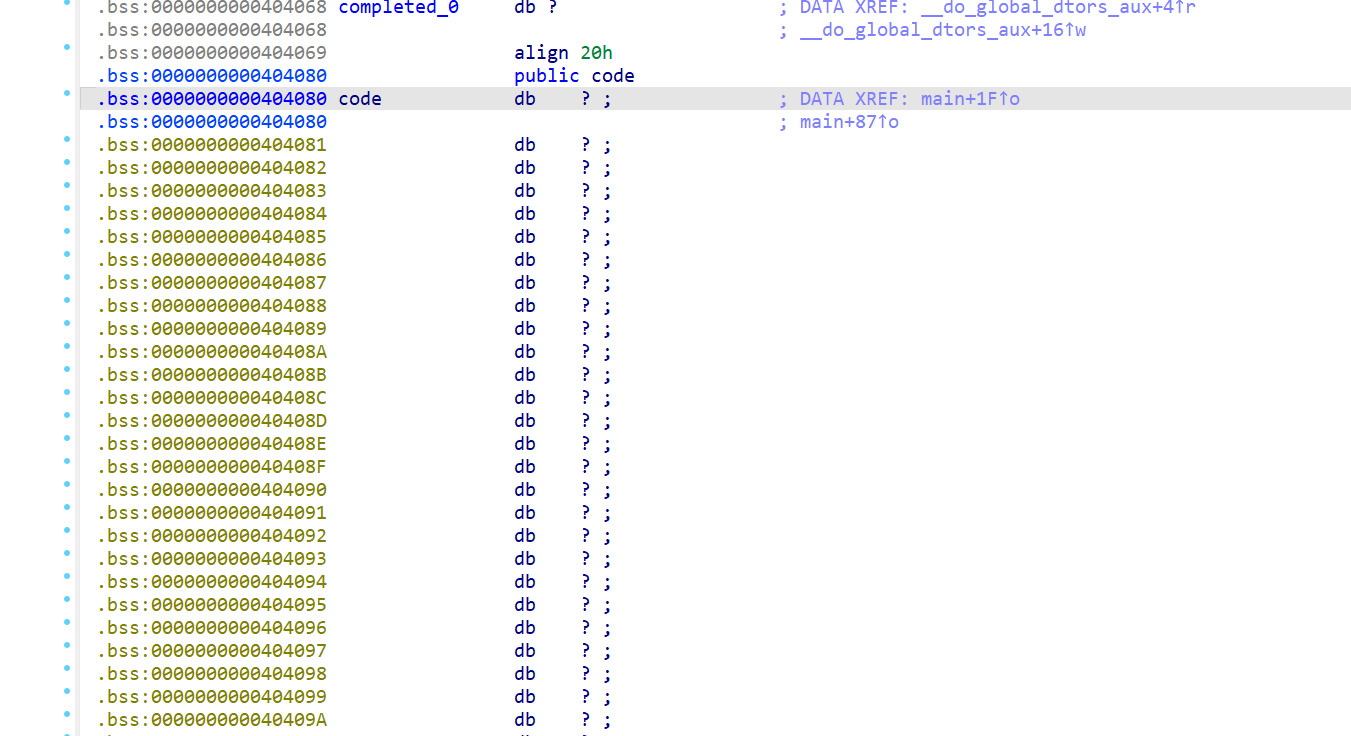 .bss:0000000000404068 completed_0 db ? ; DATA XREF: __do_global_dtors_aux+4↑r
.bss:0000000000404068 ; __do_global_dtors_aux+16↑w
.bss:0000000000404069 align 20h
.bss:0000000000404080 public code
.bss:0000000000404080 code db ? ; ; DATA XREF: main+1F↑o
.bss:0000000000404080 ; main+87↑o
.bss:0000000000404081 db ? ;
.bss:0000000000404082 db ? ;
.bss:0000000000404083 db ? ;
.bss:0000000000404084 db ? ;
.bss:0000000000404085 db ? ;
.bss:0000000000404086 db ? ;
.bss:0000000000404087 db ? ;
.bss:0000000000404088 db ? ;
.bss:0000000000404089 db ? ;
.bss:000000000040408A db ? ;
.bss:000000000040408B db ? ;
.bss:000000000040408C db ? ;
.bss:000000000040408D db ? ;
.bss:000000000040408E db ? ;
.bss:000000000040408F db ? ;
.bss:0000000000404090 db ? ;
.bss:0000000000404091 db ? ;
.bss:0000000000404092 db ? ;
.bss:0000000000404093 db ? ;
.bss:0000000000404094 db ? ;
.bss:0000000000404095 db ? ;
.bss:0000000000404096 db ? ;
.bss:0000000000404097 db ? ;
.bss:0000000000404098 db ? ;
.bss:0000000000404099 db ? ;
.bss:000000000040409A db ? ;